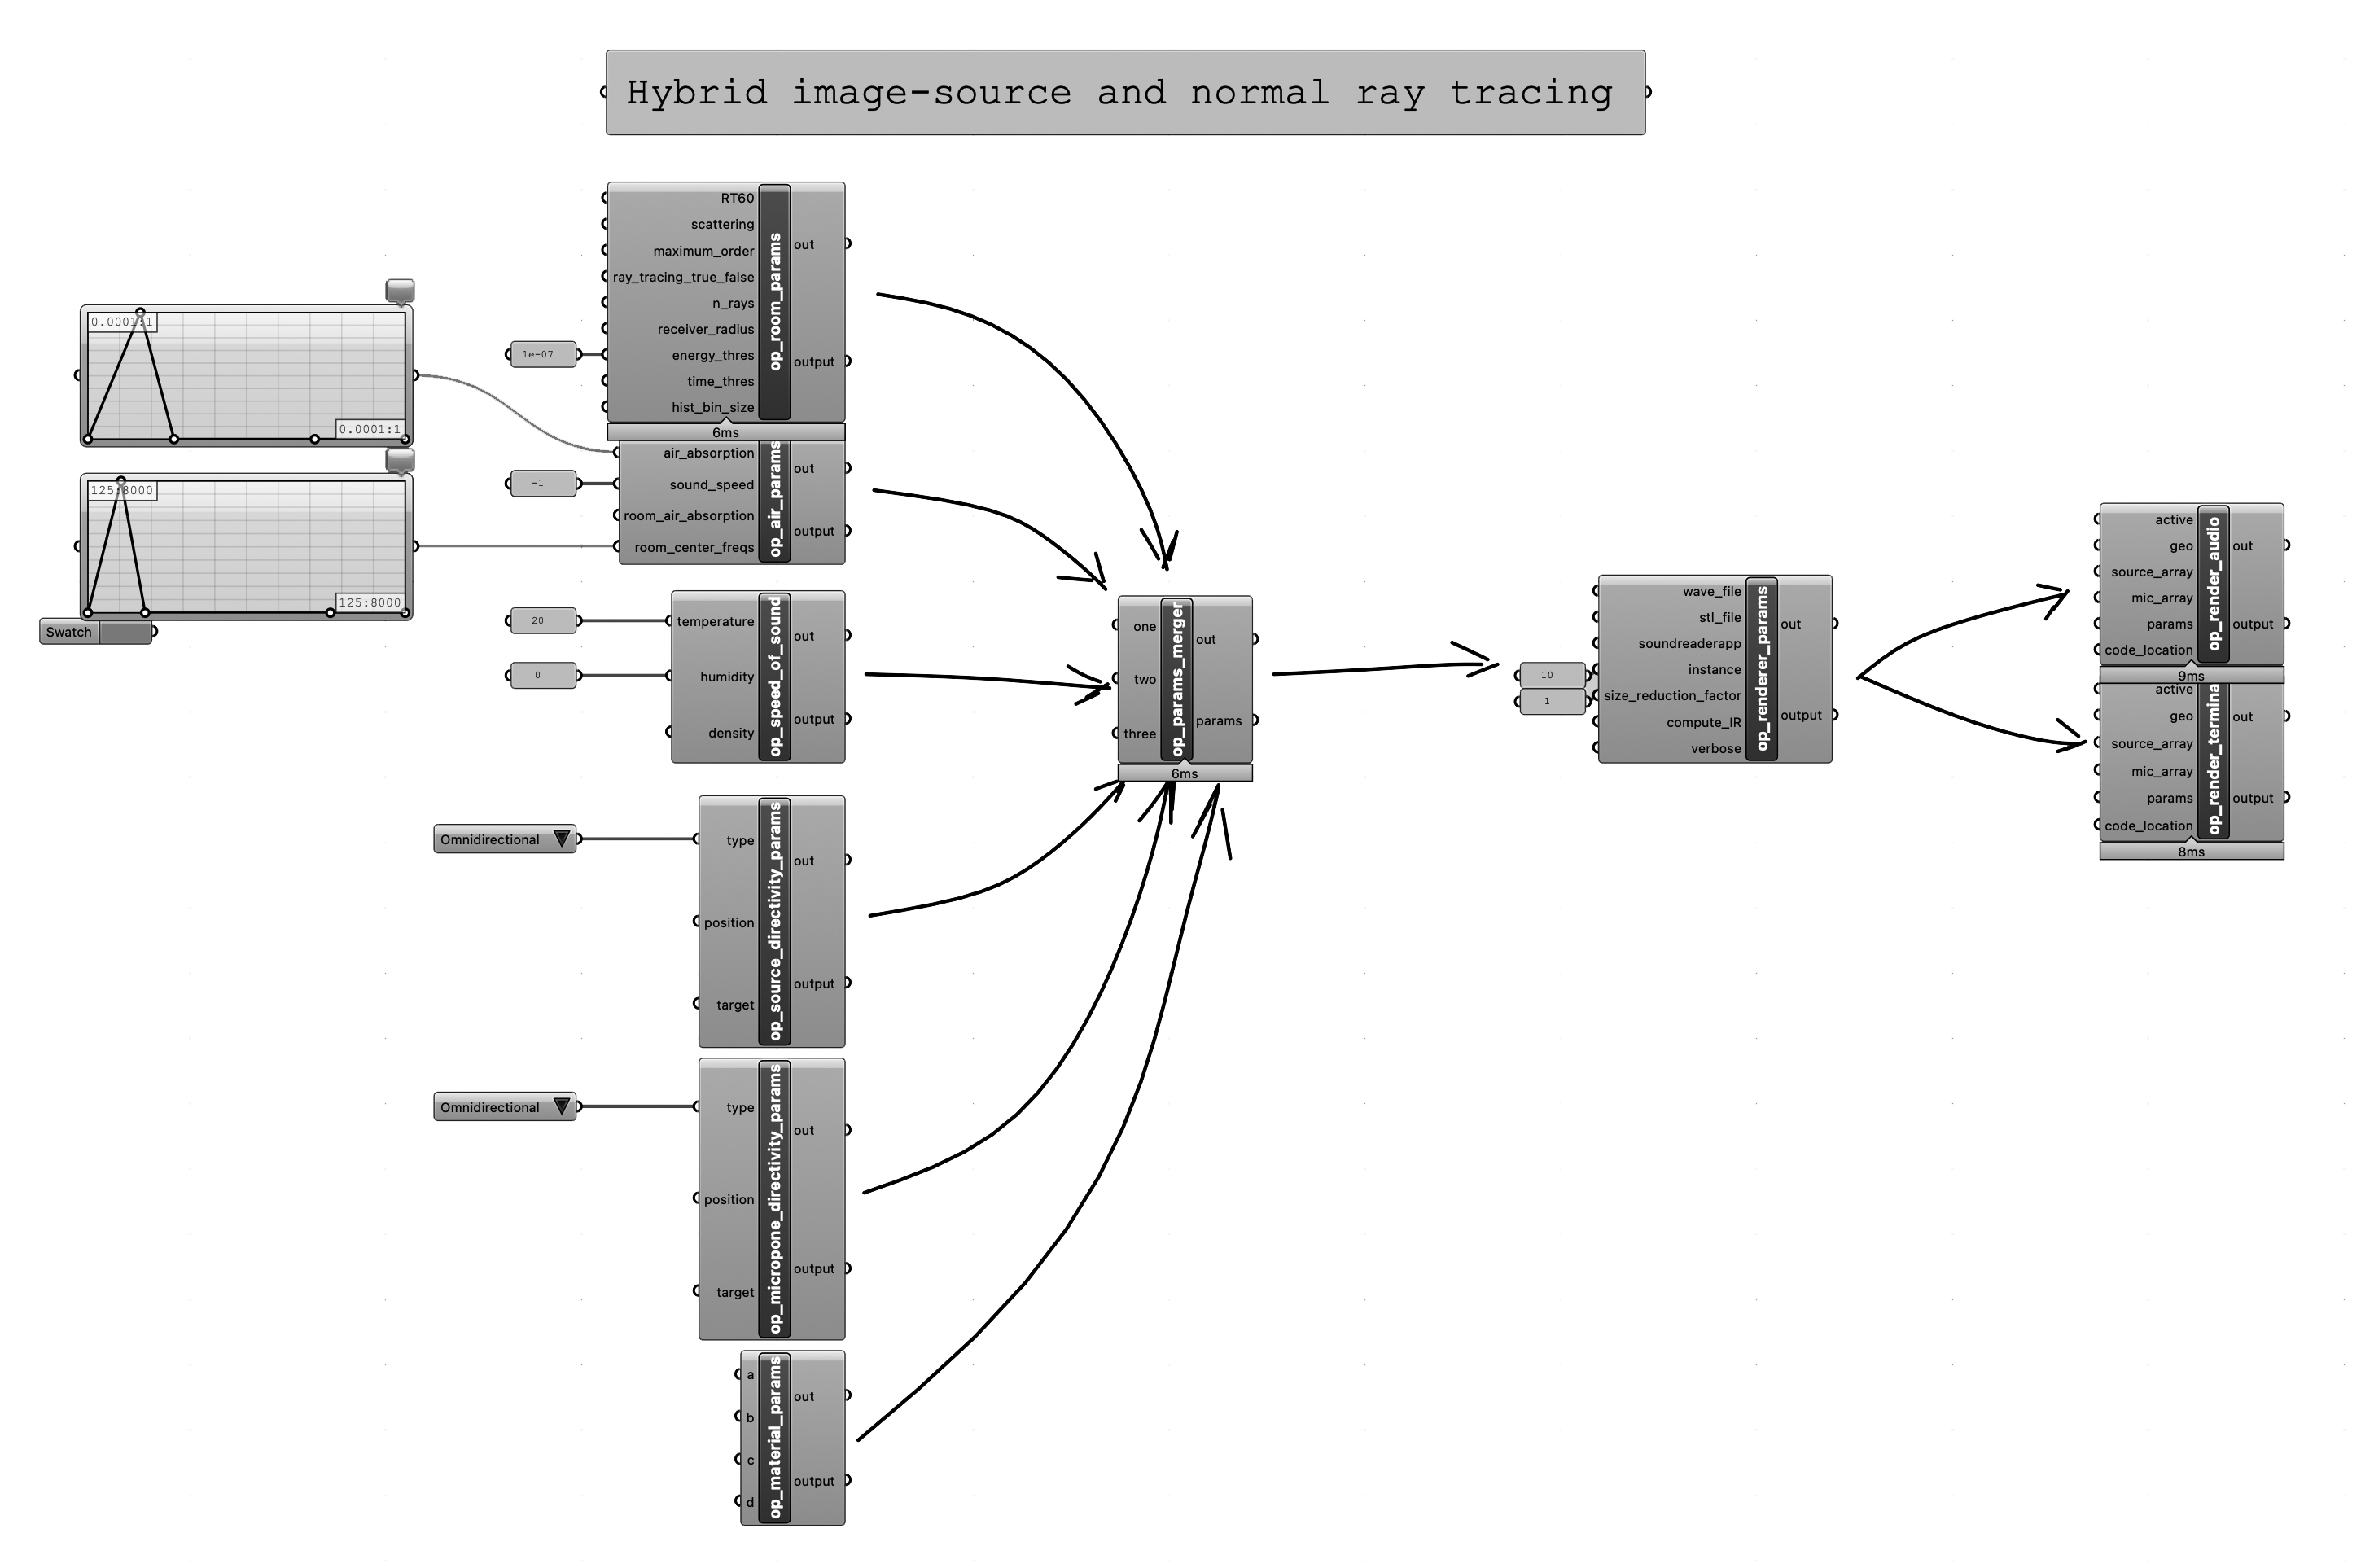 Hybrid image-source and normal ray tracing
RT60
scattering
maximum_order
ray_tracing_true_false
n_rays
receiver_radius
energy_thres
time_thres
hist_bin_size
op_room_params
out
output
6ms
1e-07
0.0001:1
0.0001:1
125:8000
125:8000
Swatch
air_absorption
sound_speed
room_air_absorption
room_center_freqs
op_air_params
out
output
-1
temperature
humidity
density
op_speed_of_sound
out
output
20
0
Omnidirectional
type
position
target
op_source_directivity_params
out
output
Omnidirectional
type
position
target
op_micropone_directivity_params
out
output
a
b
c
d
op_material_params
out
output
one
two
three
op_params_merger
out
params
6ms
10
1
wave_file
stl_file
soundreaderapp
instance
size_reduction_factor
compute_IR
verbose
op_renderer_params
out
output
active
geo
source_array
mic_array
params
code_location
op_render_audio
out
output
9ms
active
geo
source_array
mic_array
params
code_location
op_render_termina
out
output
8ms